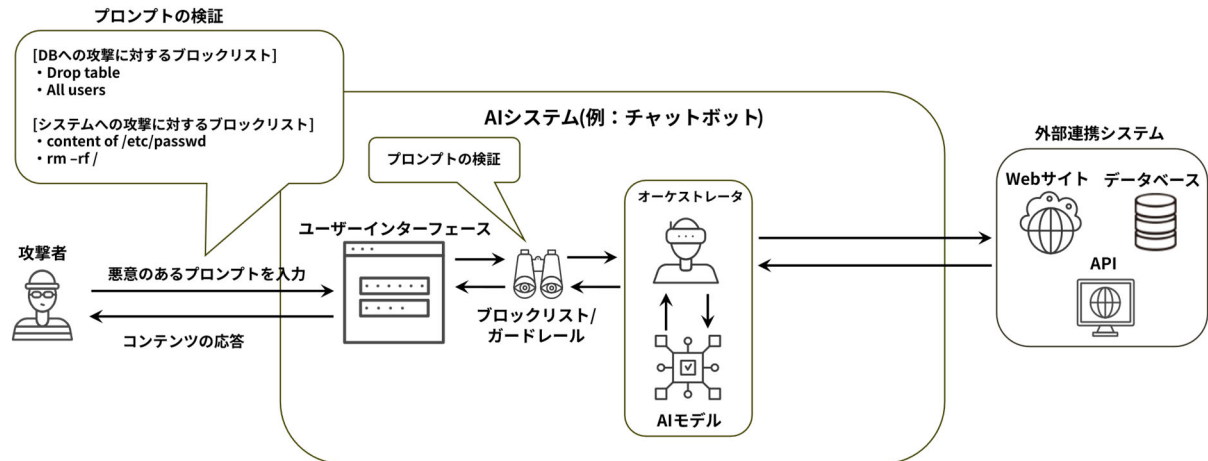 プロンプトの検証
[DBへの攻撃に対するブロックリスト]
・Drop table
・All users
[システムへの攻撃に対するブロックリスト]
・content of /etc/passwd
・rm –rf /
AIシステム(例：チャットボット)
プロンプトの検証
外部連携システム
Webサイト
データベース
API
オーケストレータ
AIモデル
ユーザーインターフェース
ブロックリスト/
ガードレール
攻撃者
悪意のあるプロンプトを入力
コンテンツの応答